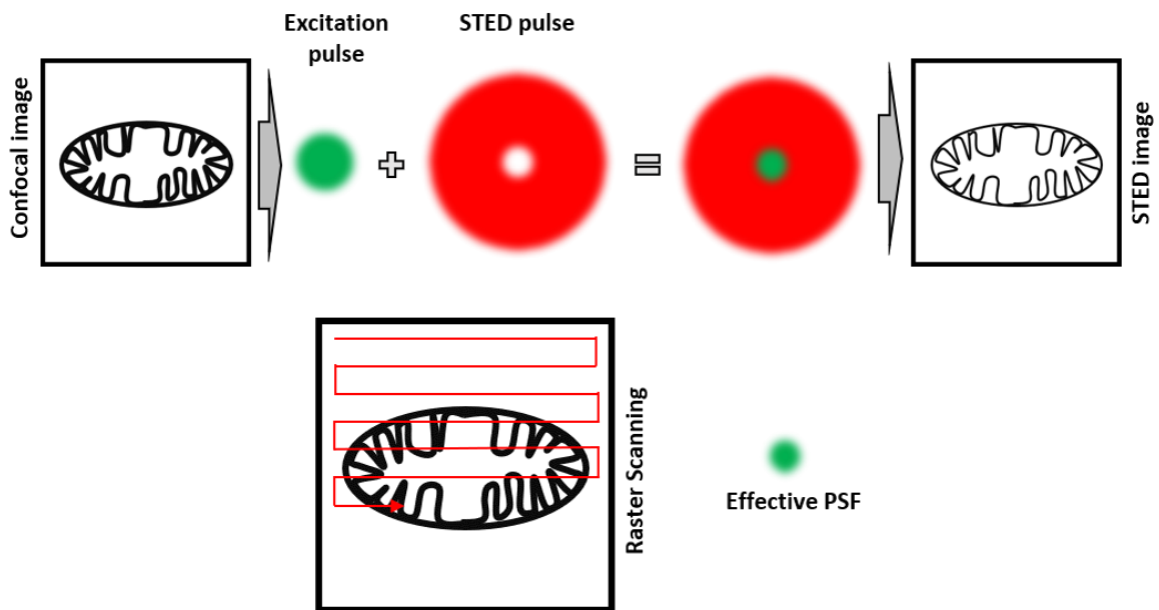 Excitation
pulse
STED pulse
Confocal image
STED image
Raster Scanning
Effective PSF